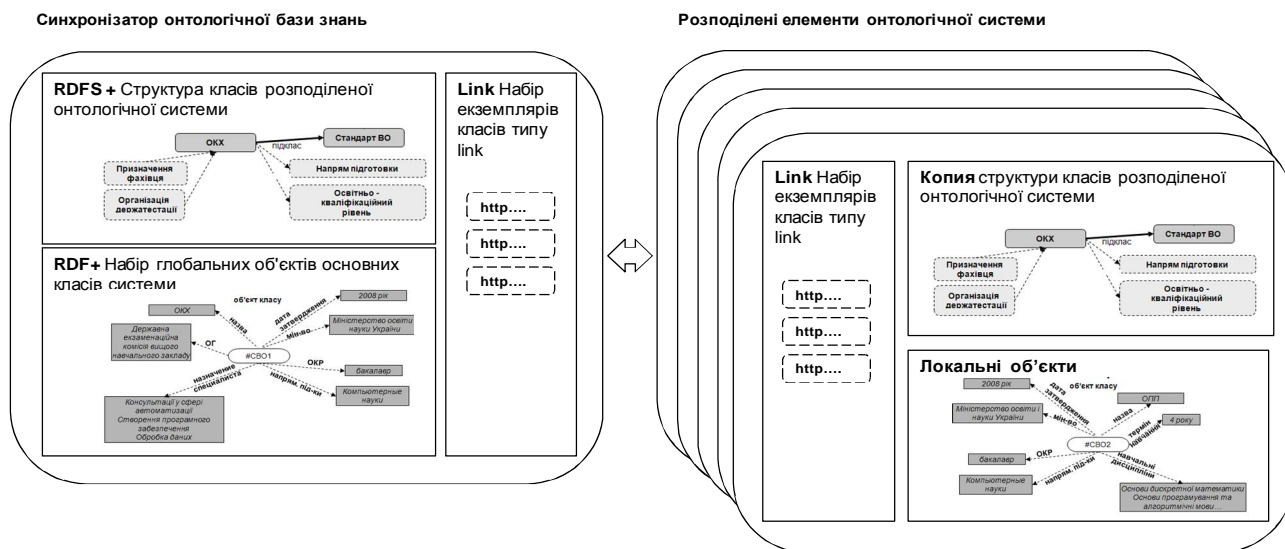 Синхронізатор онтологічної бази знань
RDFS + Структура класів розподіленої
онтологічної системи
ОКХ
Стандарт ВО
підклас
Призначення
фахівця
Напрям підготовки
Організація
держатестації
Освітньо -
кваліфікаційний
рівень
RDF+ Набір глобальних об'єктів основних
класів системи
об'єкт класу
ОКХ
назва
дата
затвердження
2008 рік
Державна
екзаменаційна
комісія вищого
навчального закладу
ОГ
мін-во
Міністерство освіти
науки України
#СВО1
ОКР
бакалавр
назначение
специалиста
напрям. під-ки
Компьютерные
науки
Консультації у сфері
автоматизації
Створення програмного
забезпечення
Обробка даних
Link Набір
екземплярів
класів типу
link
http....
http....
http....
Розподілені елементи онтологічної системи
Link Набір
екземплярів
класів типу
link
http....
http....
http....
Копия структури класів розподіленої
онтологічної системи
ОКХ
Стандарт ВО
підклас
Призначення
фахівця
Напрям підготовки
Організація
держатестації
Освітньо -
кваліфікаційний
рівень
Локальні об’єкти
2008 рік
дата
затвердження
об'єкт класу
ОПП
назва
Міністерство освіти і
науки України
мін-во
термін
навчання
4 року
#СВО2
ОКР
бакалавр
напрям. під-ки
Компьютерные
науки
навчальні
дисципліни
Основи дискретної математики
Основи програмування та
алгоритмічні мови...